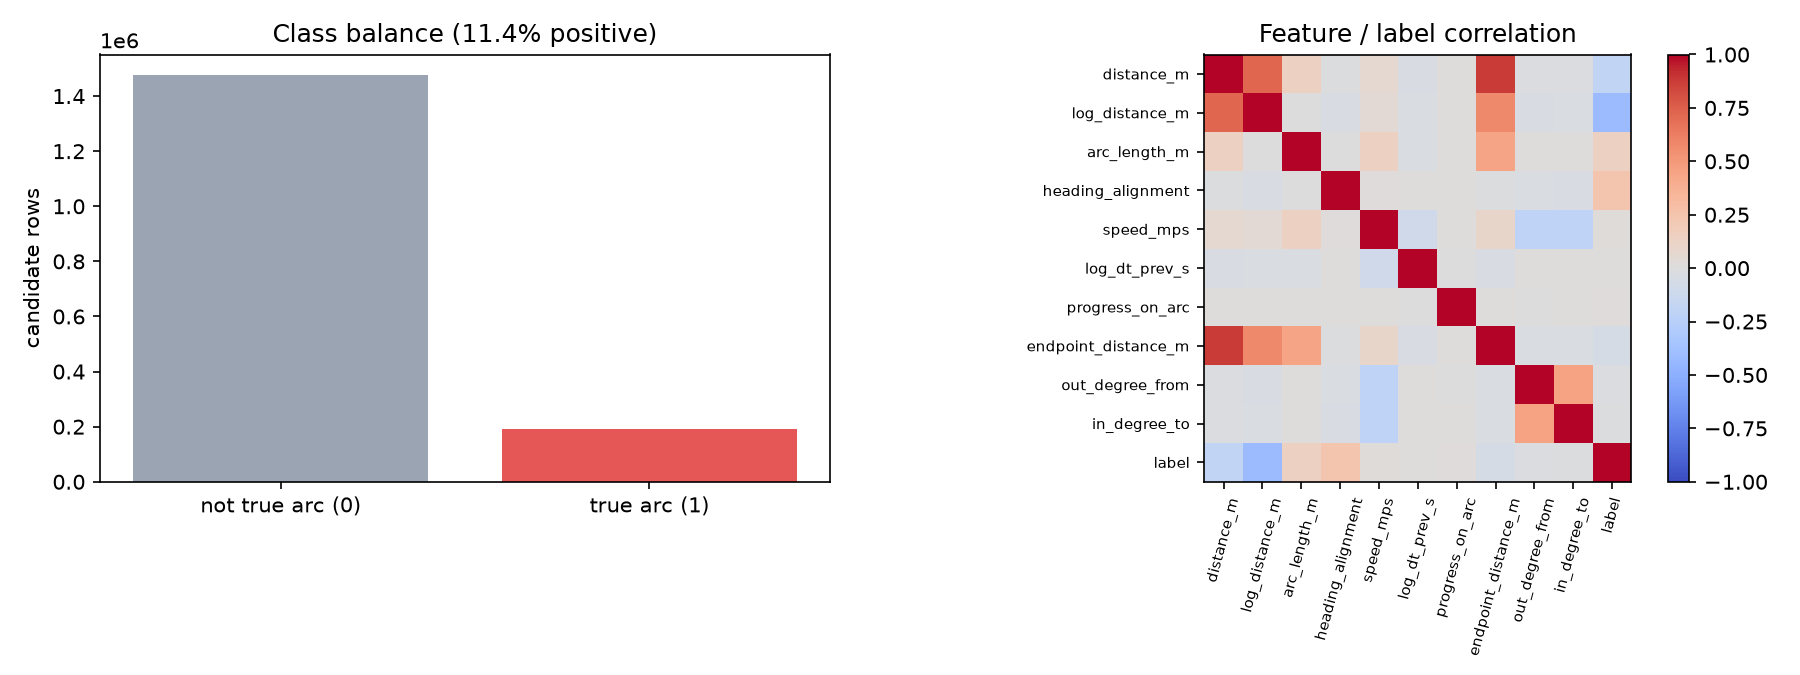 Class balance (11.4% positive)
1e6
candidate rows
1.4
1.2
1.0
0.8
0.6
0.4
0.2
0.0
not true arc (0)
true arc (1)
Feature / label correlation
distance_m
log_distance_m
arc_length_m
heading_alignment
speed_mps
log_dt_prev_s
progress_on_arc
endpoint_distance_m
out_degree_from
in_degree_to
label
distance_m
log_distance_m
arc_length_m
heading_alignment
speed_mps
log_dt_prev_s
progress_on_arc
endpoint_distance_m
out_degree_from
in_degree_to
label
1.00
0.75
0.50
0.25
0.00
−0.25
−0.50
−0.75
−1.00